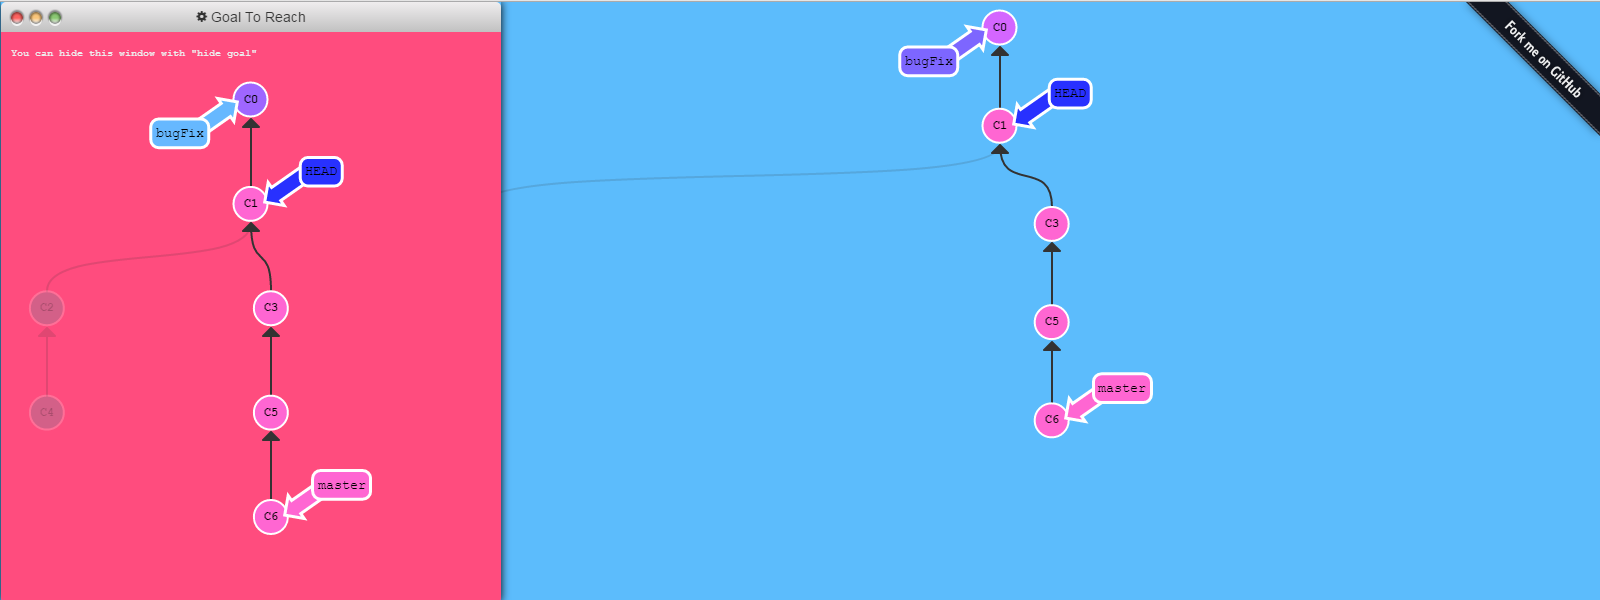 Goal To Reach
You can hide this window with "hide goal"
C0
bugFix
HEAD
C1
C2
C3
C4
C5
master
C6
C0
bugFix
HEAD
C1
C3
C5
master
C6
Fork me on GitHub